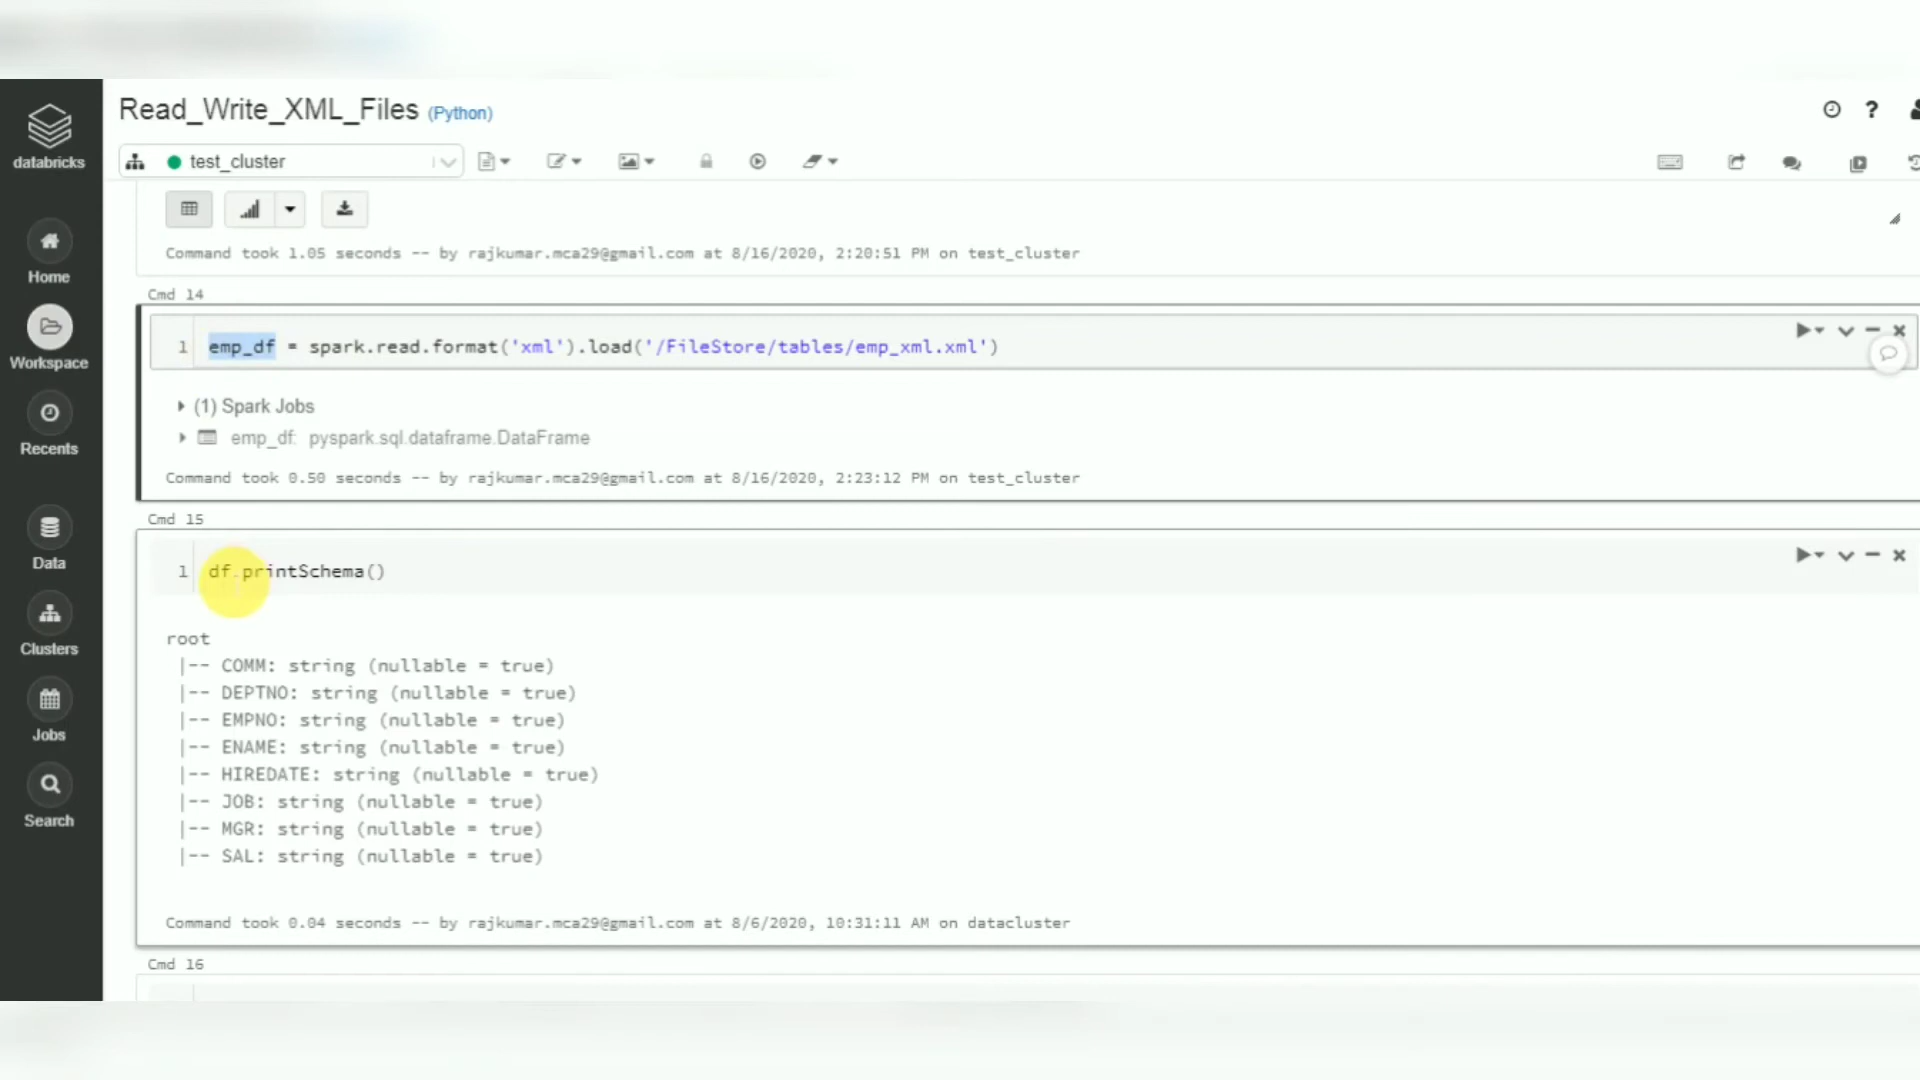 Read_Write_XML_Files (Python)
databricks
test_cluster
Command took 1.05 seconds -- by rajkumar.mca29@gmail.com at 8/16/2020, 2:20:51 PM on test_cluster
Home
Cmd 14
1 emp_df = spark.read.format('xml').load('/FileStore/tables/emp_xml.xml')
Workspace
(1) Spark Jobs
emp_df: pyspark.sql.dataframe.DataFrame
Recents
Command took 0.50 seconds -- by rajkumar.mca29@gmail.com at 8/16/2020, 2:23:12 PM on test_cluster
Cmd 15
Data
1 df.printSchema()
root
Clusters
|-- COMM: string (nullable = true)
|-- DEPTNO: string (nullable = true)
|-- EMPNO: string (nullable = true)
Jobs
|-- ENAME: string (nullable = true)
|-- HIREDATE: string (nullable = true)
|-- JOB: string (nullable = true)
Search
|-- MGR: string (nullable = true)
|-- SAL: string (nullable = true)
Command took 0.04 seconds -- by rajkumar.mca29@gmail.com at 8/6/2020, 10:31:11 AM on datacluster
Cmd 16